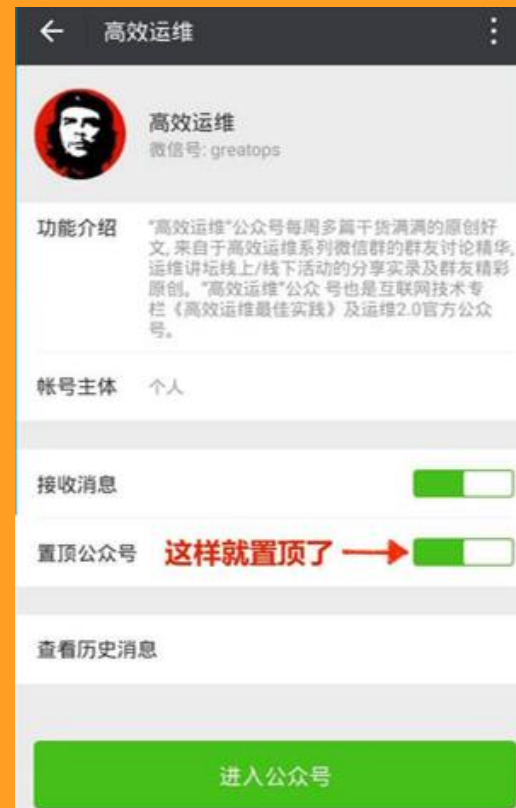 高效运维
高效运维
微信号: greatops
功能介绍
“高效运维”公众号每周多篇干货满满的原创好
文, 来自于高效运维系列微信群的群友讨论精华,
运维讲坛线上/线下活动的分享实录及群友精彩
原创。“高效运维”公众 号也是互联网技术专
栏《高效运维最佳实践》及运维2.0官方公众
号。
帐号主体 个人
接收消息
置顶公众号 这样就置顶了
查看历史消息
进入公众号